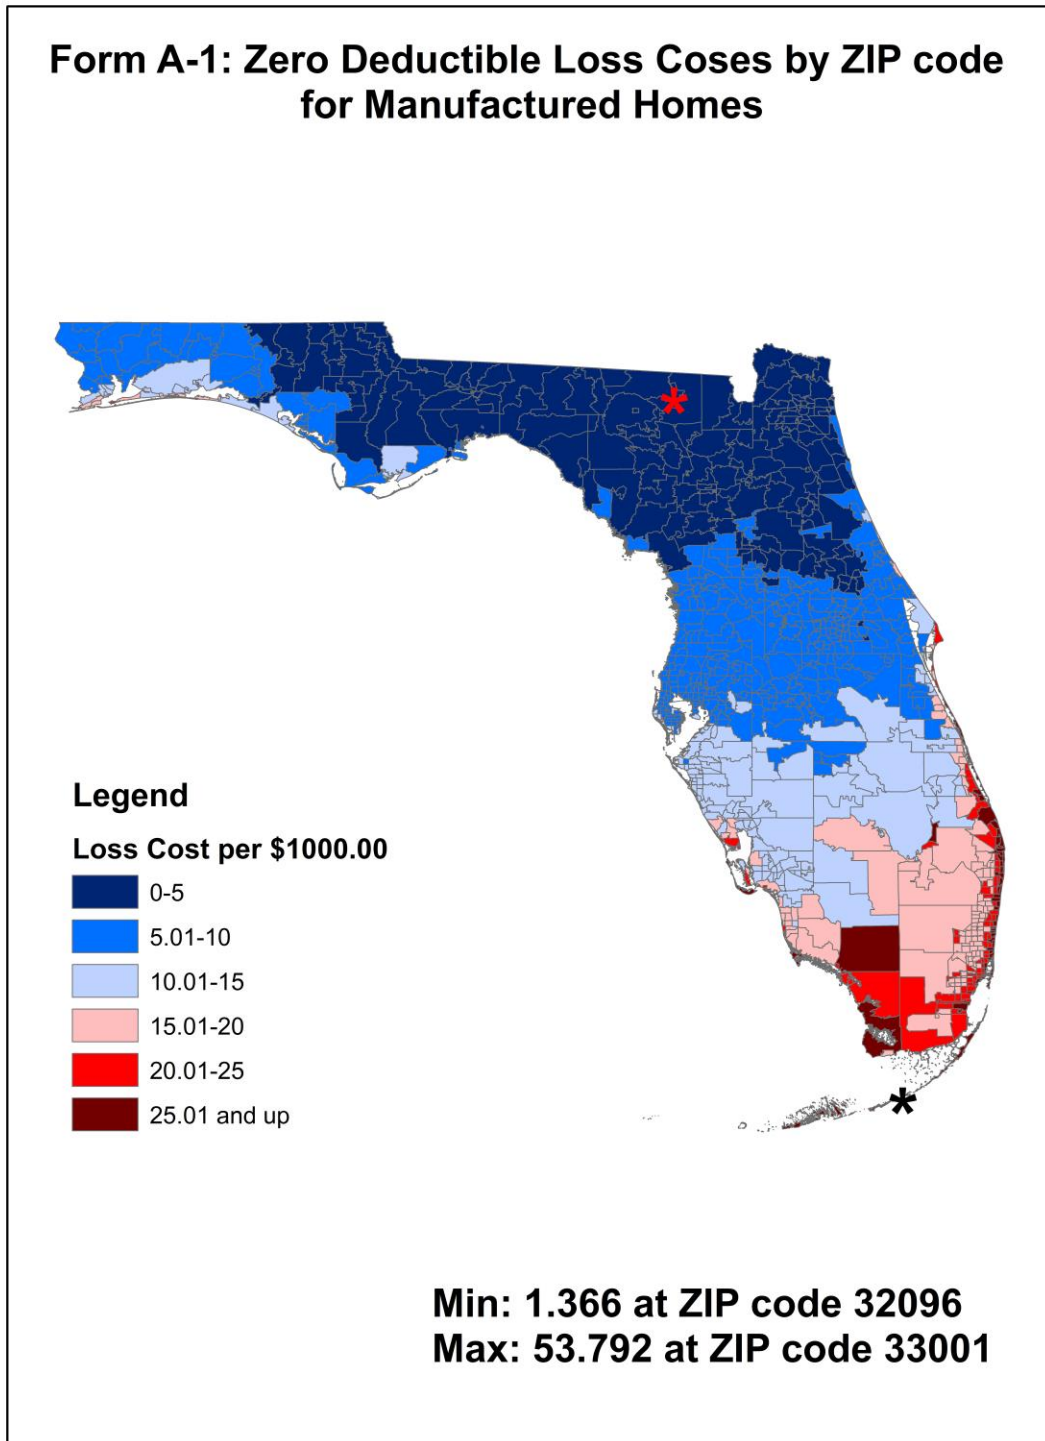 Form A-1: Zero Deductible Loss Coses by ZIP code
for Manufactured Homes
Legend
Loss Cost per $1000.00
0-5
5.01-10
10.01-15
15.01-20
20.01-25
25.01 and up
*
*
Min: 1.366 at ZIP code 32096
Max: 53.792 at ZIP code 33001